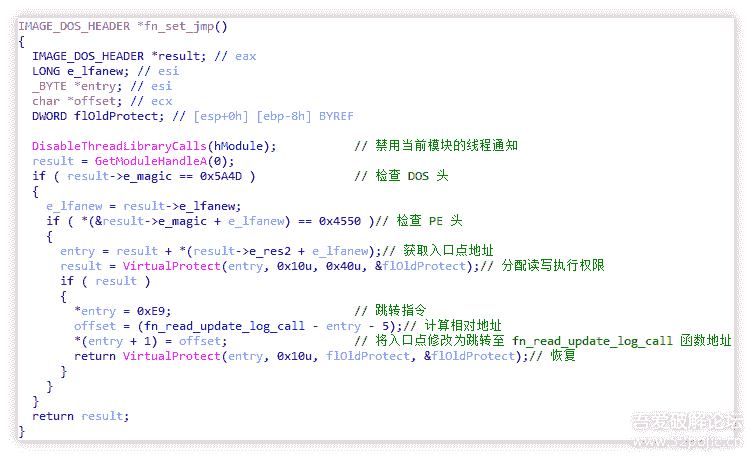 IMAGE_DOS_HEADER *fn_set_jmp()
{
  IMAGE_DOS_HEADER *result; // eax
  LONG e_lfanew; // esi
  _BYTE *entry; // esi
  char *offset; // ecx
  DWORD flOldProtect; // [esp+0h] [ebp-8h] BYREF

  DisableThreadLibraryCalls(hModule);           // 禁用当前模块的线程通知
  result = GetModuleHandleA(0);
  if ( result->e_magic == 0x5A4D )              // 检查 DOS 头
  {
    e_lfanew = result->e_lfanew;
    if ( *(&result->e_magic + e_lfanew) == 0x4550 )// 检查 PE 头
    {
      entry = result + *(result->e_res2 + e_lfanew);// 获取入口点地址
      result = VirtualProtect(entry, 0x10u, 0x40u, &flOldProtect);// 分配读写执行权限
      if ( result )
      {
        *entry = 0xE9;                          // 跳转指令
        offset = (fn_read_update_log_call - entry - 5);// 计算相对地址
        *(entry + 1) = offset;                  // 将入口点修改为跳转至 fn_read_update_log_call 函数地址
        return VirtualProtect(entry, 0x10u, flOldProtect, &flOldProtect);// 恢复
      }
    }
  }
  return result;
}
吾爱破解论坛
www.52pojie.cn